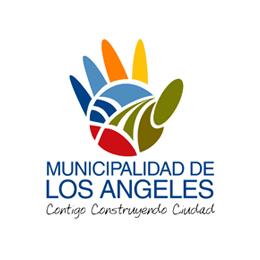 MUNICIPALIDAD DE
LOS ANGELES
Contigo Construyendo Ciudad